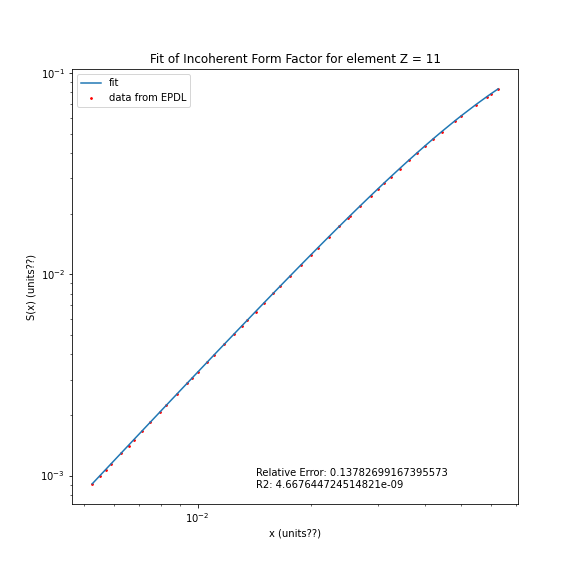 Fit of Incoherent Form Factor for element Z = 11
fit
data from EPDL
10⁻¹
10⁻²
10⁻³
S(x) (units??)
Relative Error: 0.13782699167395573
R2: 4.667644724514821e-09
10⁻²
x (units??)